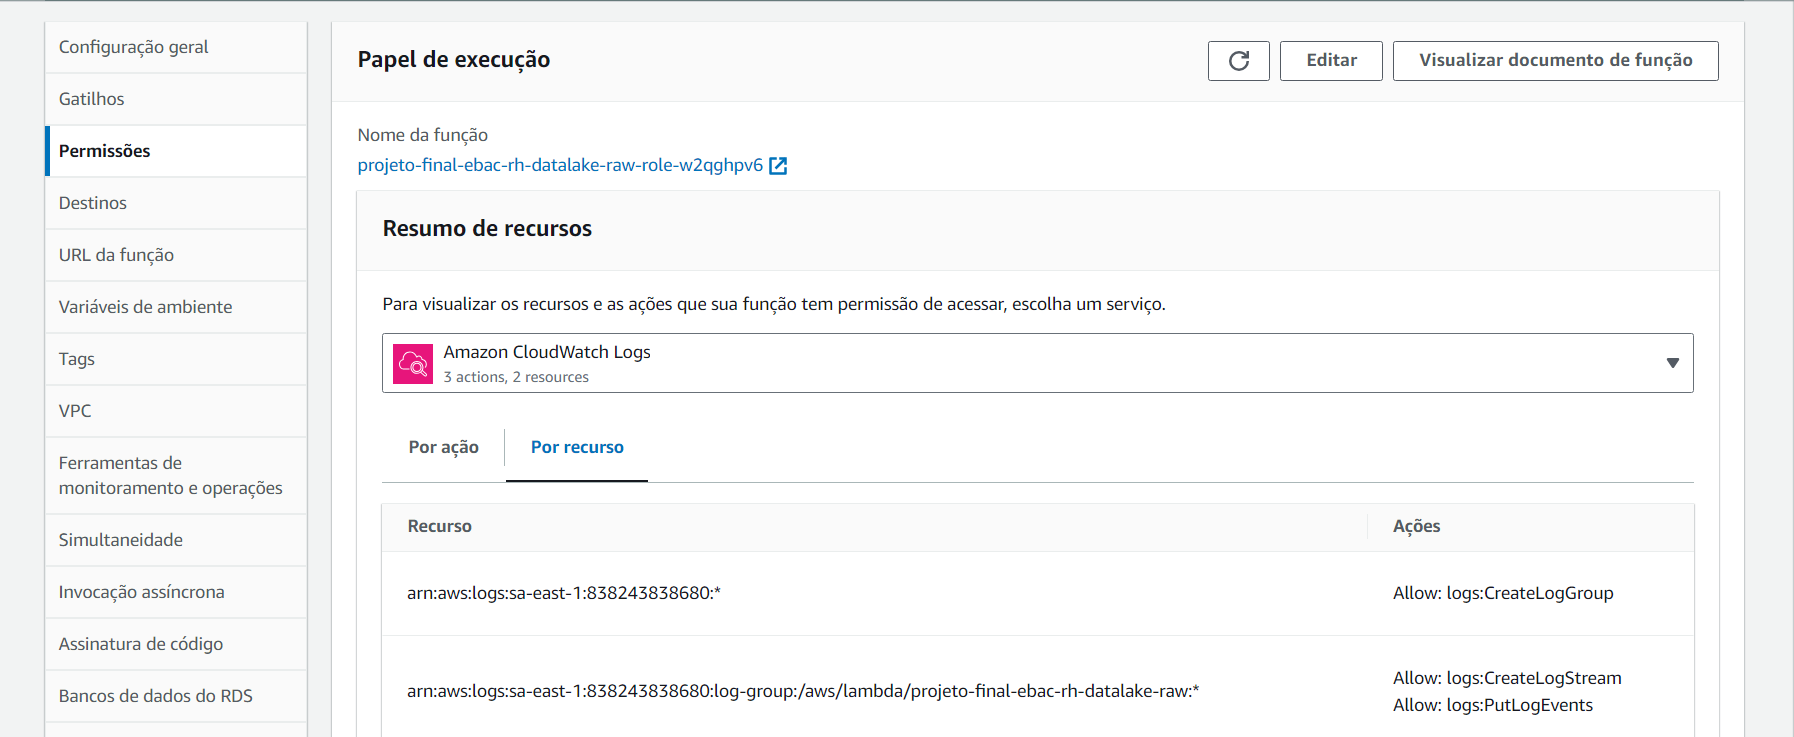 Configuração geral
Gatilhos
Permissões
Destinos
URL da função
Variáveis de ambiente
Tags
VPC
Ferramentas de
monitoramento e operações
Simultaneidade
Invocação assíncrona
Assinatura de código
Bancos de dados do RDS
Papel de execução
Editar
Visualizar documento de função
Nome da função
projeto-final-ebac-rh-datalake-raw-role-w2qghpv6
Resumo de recursos
Para visualizar os recursos e as ações que sua função tem permissão de acessar, escolha um serviço.
Amazon CloudWatch Logs
3 actions, 2 resources
Por ação
Por recurso
Recurso
Ações
arn:aws:logs:sa-east-1:838243838680:*
Allow: logs:CreateLogGroup
arn:aws:logs:sa-east-1:838243838680:log-group:/aws/lambda/projeto-final-ebac-rh-datalake-raw:*
Allow: logs:CreateLogStream
Allow: logs:PutLogEvents